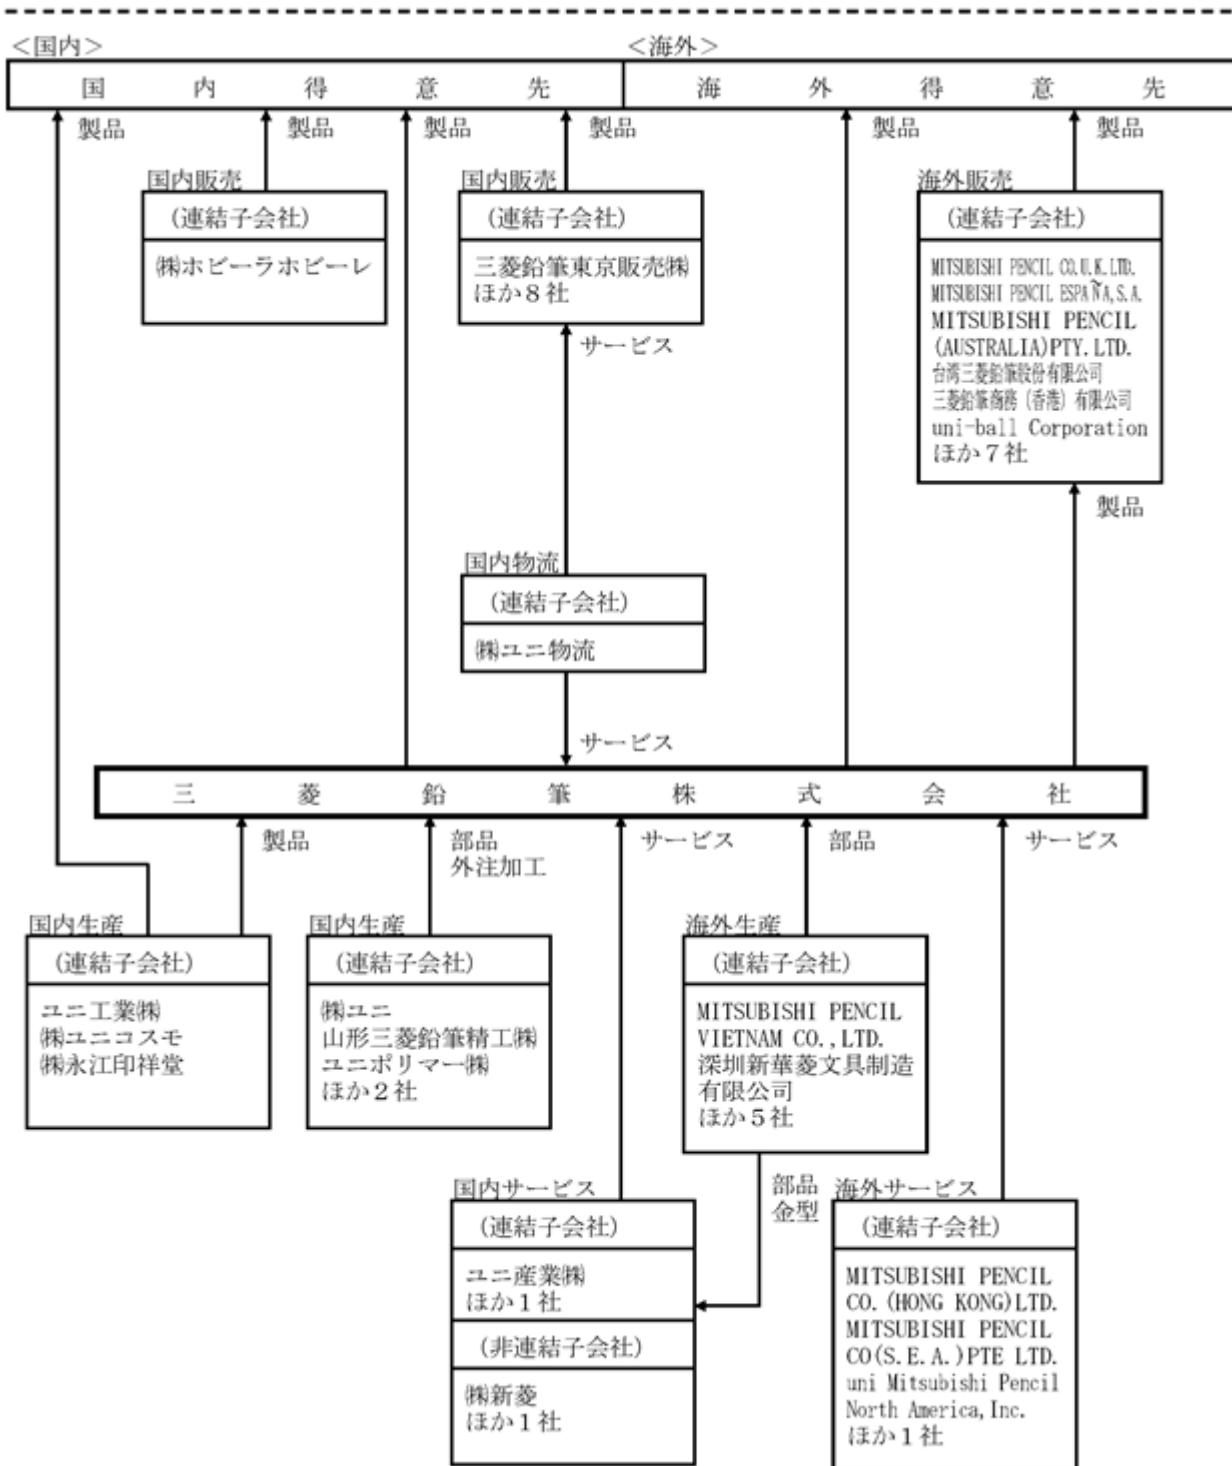 ＜国内＞
＜海外＞
国内得意先
海外得意先
製品
製品
製品
製品
製品
製品
国内販売
(連結子会社)
㈱ホビーラホビーレ
国内販売
(連結子会社)
三菱鉛筆東京販売㈱
ほか８社
サービス
海外販売
(連結子会社)
MITSUBISHI PENCIL CO.U.K.LTD.
MITSUBISHI PENCIL ESPAÑA,S.A.
MITSUBISHI PENCIL
(AUSTRALIA)PTY.LTD.
台湾三菱鉛筆股份有限公司
三菱鉛筆商務（香港）有限公司
uni-ball Corporation
ほか７社
製品
国内物流
(連結子会社)
㈱ユニ物流
サービス
三菱鉛筆株式会社
製品
部品
外注加工
サービス
部品
サービス
国内生産
(連結子会社)
ユニ工業㈱
㈱ユニコスモ
㈱永江印祥堂
国内生産
(連結子会社)
㈱ユニ
山形三菱鉛筆精工㈱
ユニポリマー㈱
ほか２社
海外生産
(連結子会社)
MITSUBISHI PENCIL
VIETNAM CO.,LTD.
深圳新華菱文具制造
有限公司
ほか５社
部品
金型
国内サービス
(連結子会社)
ユニ産業㈱
ほか１社
(非連結子会社)
㈱新菱
ほか１社
海外サービス
(連結子会社)
MITSUBISHI PENCIL
CO.(HONG KONG)LTD.
MITSUBISHI PENCIL
CO(S.E.A.)PTE LTD.
uni Mitsubishi Pencil
North America,Inc.
ほか１社